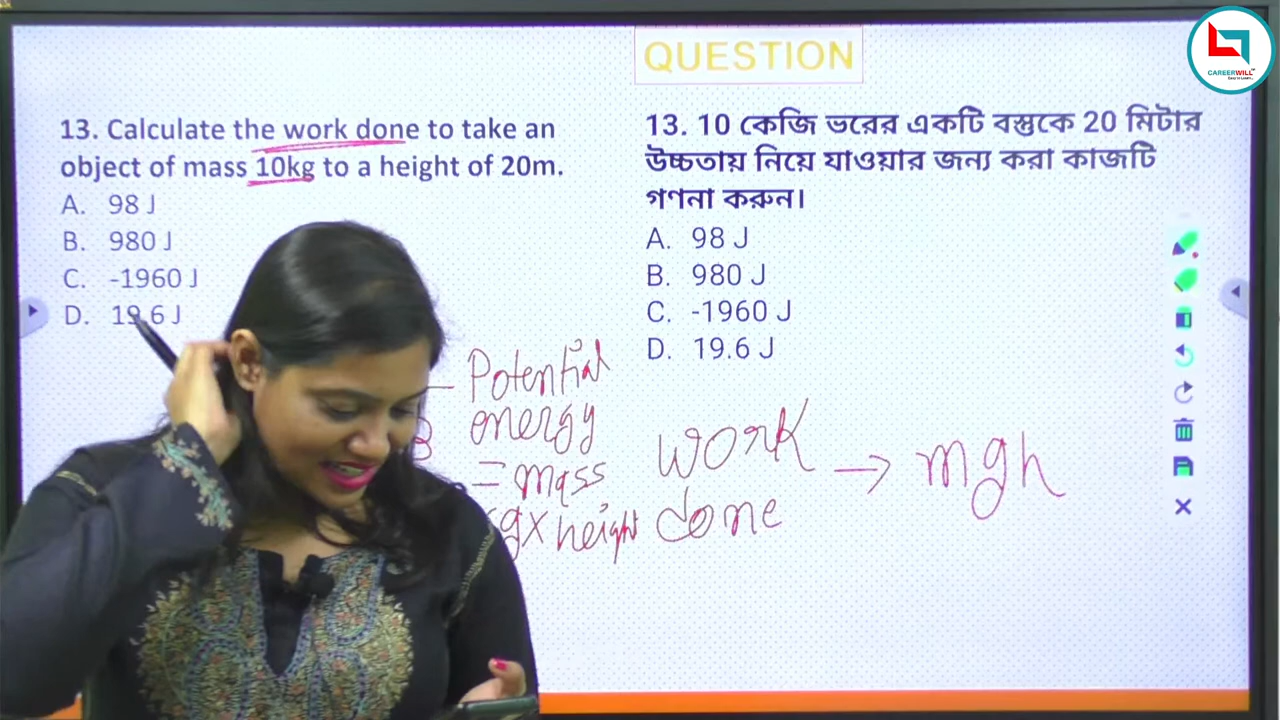 QUESTION
CAREERWILL
13. Calculate the work done to take an
object of mass 10kg to a height of 20m.
A. 98 J
B. 980 J
C. -1960 J
D. 19.6 J
13. 10 কেজি ভরের একটি বস্তুকে 20 মিটার
উচ্চতায় নিয়ে যাওয়ার জন্য করা কাজটি
গণনা করুন।
A. 98 J
B. 980 J
C. -1960 J
D. 19.6 J
– Potential
energy
= mass
gx height
work
done
→ mgh